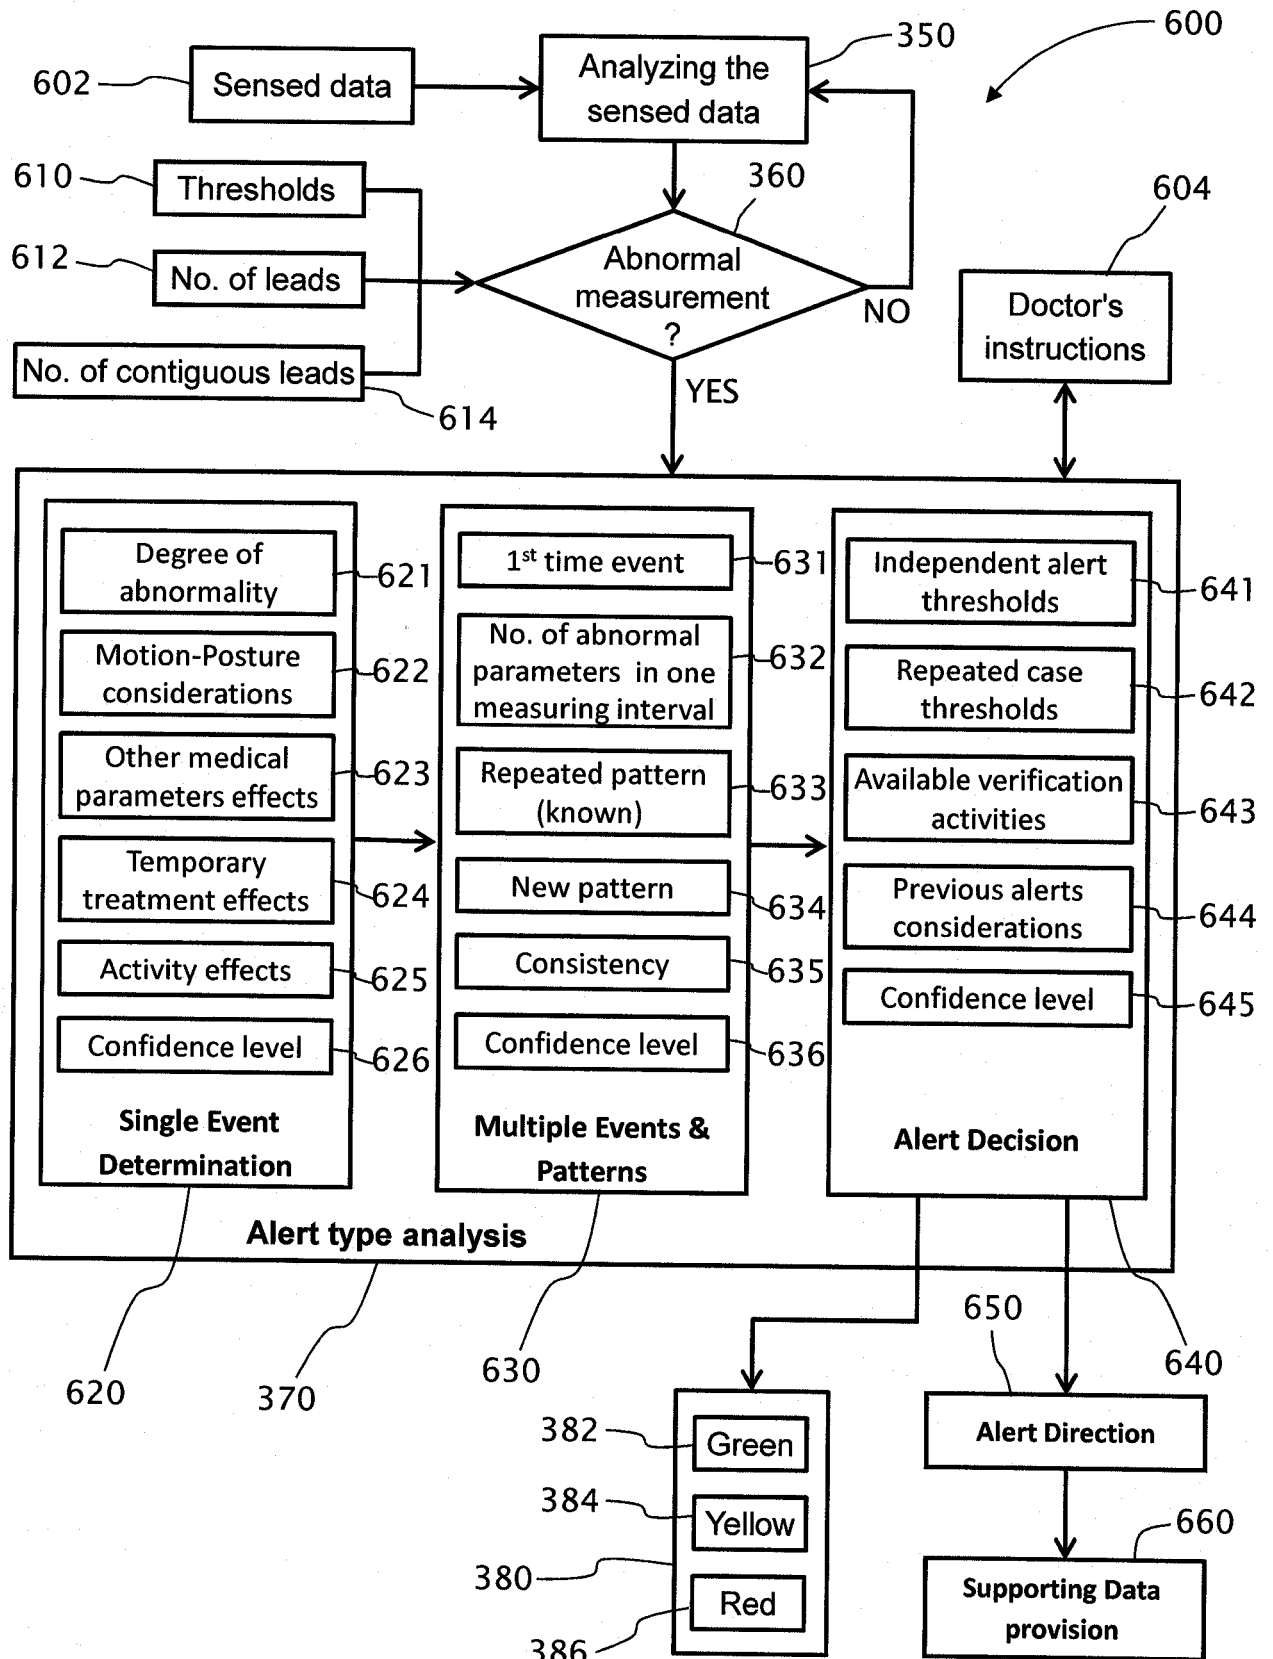 600
350
602
Sensed data
Analyzing the
sensed data
610
Thresholds
360
604
612
No. of leads
Abnormal
measurement
?
NO
Doctor's
instructions
No. of contiguous leads
614
YES
Degree of
abnormality
621
Motion-Posture
considerations
622
Other medical
parameters effects
623
Temporary
treatment effects
624
Activity effects
625
Confidence level
626
Single Event
Determination
1st time event
631
No. of abnormal
parameters in one
measuring interval
632
Repeated pattern
(known)
633
New pattern
634
Consistency
635
Confidence level
636
Multiple Events &
Patterns
Independent alert
thresholds
641
Repeated case
thresholds
642
Available verification
activities
643
Previous alerts
considerations
644
Confidence level
645
Alert Decision
Alert type analysis
620
370
630
650
640
382
Green
384
Yellow
380
Red
386
Alert Direction
660
Supporting Data
provision